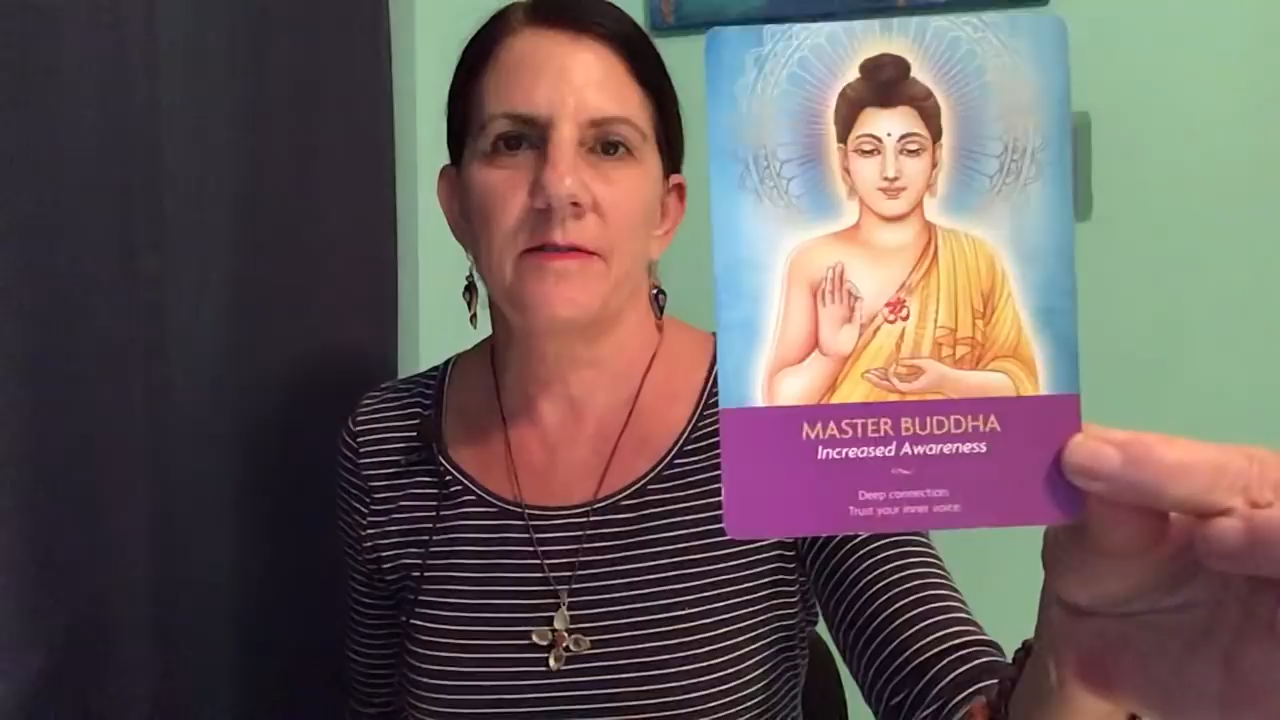 ॐ
MASTER BUDDHA
Increased Awareness
Deep connection.
Trust your inner voice.